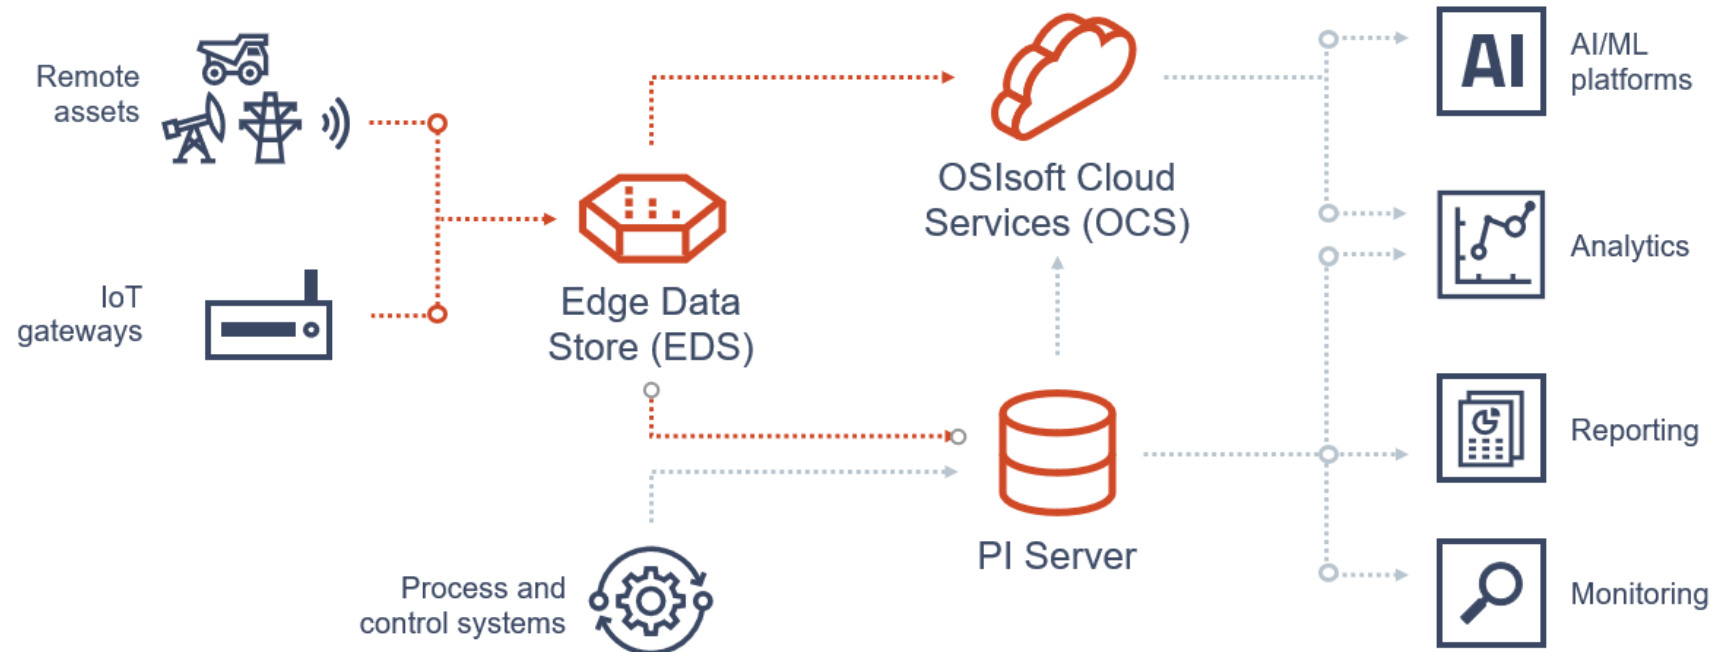 Remote
assets
IoT
gateways
Edge Data
Store (EDS)
Process and
control systems
OSIsoft Cloud
Services (OCS)
PI Server
AI
AI/ML
platforms
Analytics
Reporting
Monitoring